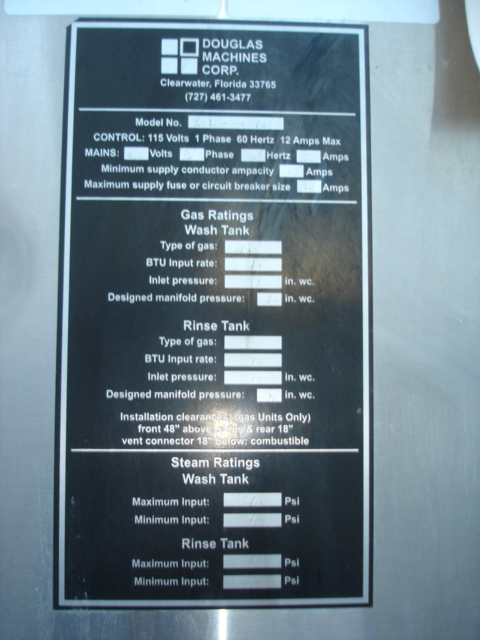 DOUGLAS
MACHINES
CORP.
Clearwater, Florida 33765
(727) 461-3477
Model No.
CONTROL: 115 Volts 1 Phase 60 Hertz 12 Amps Max
MAINS: Volts Phase Hertz Amps
Minimum supply conductor ampacity Amps
Maximum supply fuse or circuit breaker size Amps
Gas Ratings
Wash Tank
Type of gas:
BTU Input rate:
Inlet pressure: in. wc.
Designed manifold pressure: in. wc.
Rinse Tank
Type of gas:
BTU Input rate:
Inlet pressure: in. wc.
Designed manifold pressure: in. wc.
Installation clearances (gas Units Only)
front 48" above, sides & rear 18"
vent connector 18" below: combustible
Steam Ratings
Wash Tank
Maximum Input: Psi
Minimum Input: Psi
Rinse Tank
Maximum Input: Psi
Minimum Input: Psi